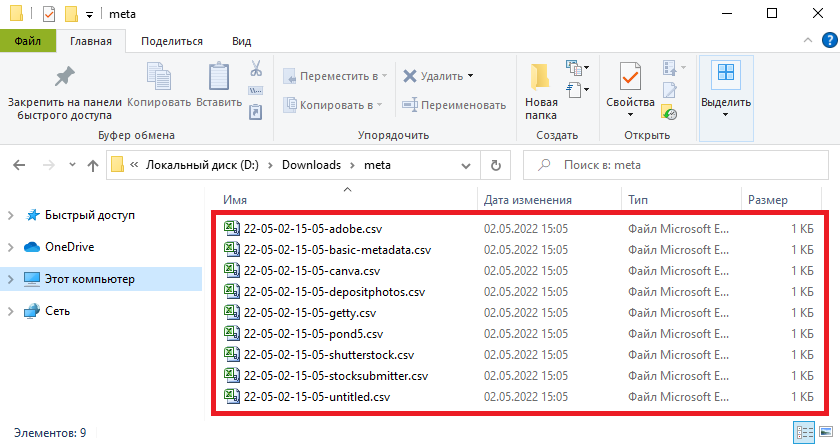 meta
Файл Главная Поделиться Вид
Закрепить на панели быстрого доступа
Копировать
Вставить
Буфер обмена
Переместить в
Копировать в
Удалить
Переименовать
Упорядочить
Новая папка
Создать
Свойства
Открыть
Выделить
« Локальный диск (D:) > Downloads > meta
Поиск в: meta
Быстрый доступ
OneDrive
Этот компьютер
Сеть
Имя Дата изменения Тип Размер
22-05-02-15-05-adobe.csv 02.05.2022 15:05 Файл Microsoft E... 1 КБ
22-05-02-15-05-basic-metadata.csv 02.05.2022 15:05 Файл Microsoft E... 1 КБ
22-05-02-15-05-canva.csv 02.05.2022 15:05 Файл Microsoft E... 1 КБ
22-05-02-15-05-depositphotos.csv 02.05.2022 15:05 Файл Microsoft E... 1 КБ
22-05-02-15-05-getty.csv 02.05.2022 15:05 Файл Microsoft E... 1 КБ
22-05-02-15-05-pond5.csv 02.05.2022 15:05 Файл Microsoft E... 1 КБ
22-05-02-15-05-shutterstock.csv 02.05.2022 15:05 Файл Microsoft E... 1 КБ
22-05-02-15-05-stocksubmitter.csv 02.05.2022 15:05 Файл Microsoft E... 1 КБ
22-05-02-15-05-untitled.csv 02.05.2022 15:05 Файл Microsoft E... 1 КБ
Элементов: 9